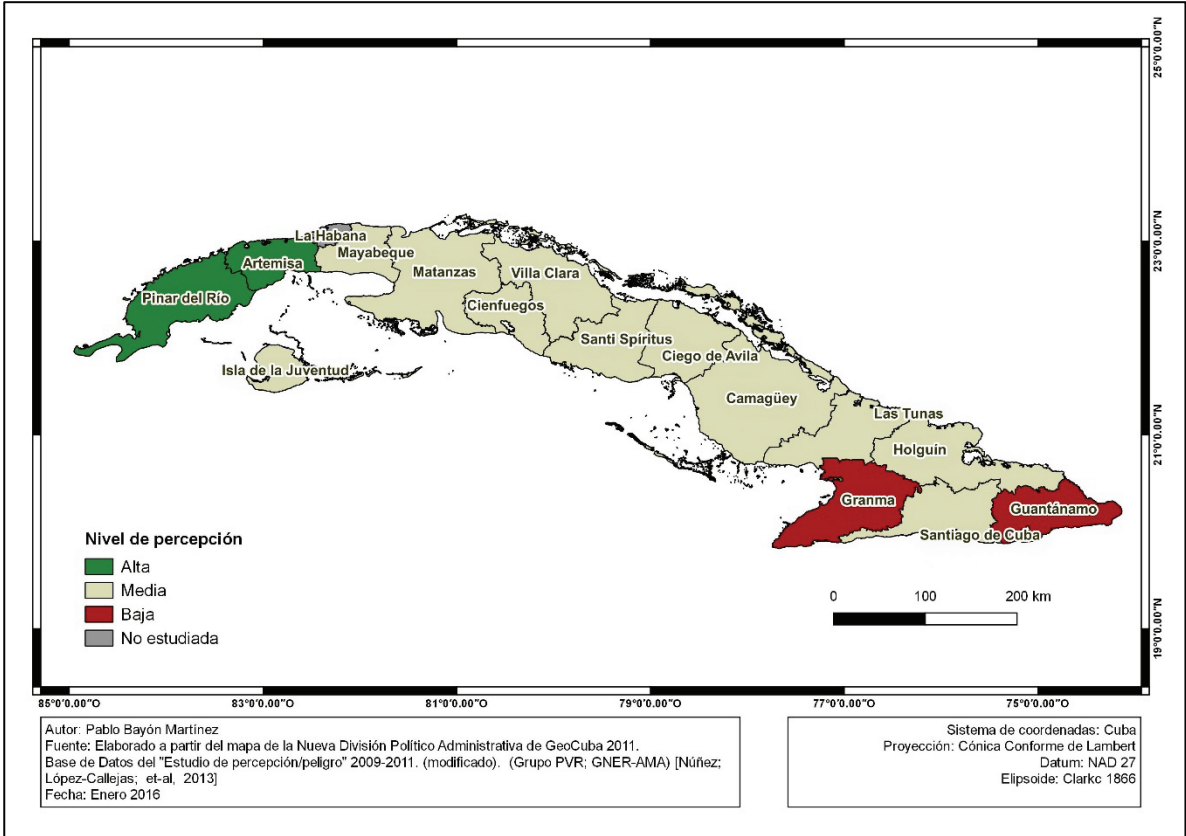 25°0'0.00"N
23°0'0.00"N
21°0'0.00"N
19°0'0.00"N
La Habana
Mayabeque
Artemisa
Matanzas
Villa Clara
Pinar del Río
Cienfuegos
Santi Spíritus
Ciego de Avila
Isla de la Juventud
Camagüey
Las Tunas
Holguín
Granma
Guantánamo
Santiago de Cuba
Nivel de percepción
Alta
Media
Baja
No estudiada
0 100 200 km
85°0'0.00"O 83°0'0.00"O 81°0'0.00"O 79°0'0.00"O 77°0'0.00"O 75°0'0.00"O
Autor: Pablo Bayón Martínez
Fuente: Elaborado a partir del mapa de la Nueva División Político Administrativa de GeoCuba 2011.
Base de Datos del "Estudio de percepción/peligro" 2009-2011. (modificado). (Grupo PVR; GNER-AMA) [Núñez;
López-Callejas; et-al, 2013]
Fecha: Enero 2016
Sistema de coordenadas: Cuba
Proyección: Cónica Conforme de Lambert
Datum: NAD 27
Elipsoide: Clarkc 1866